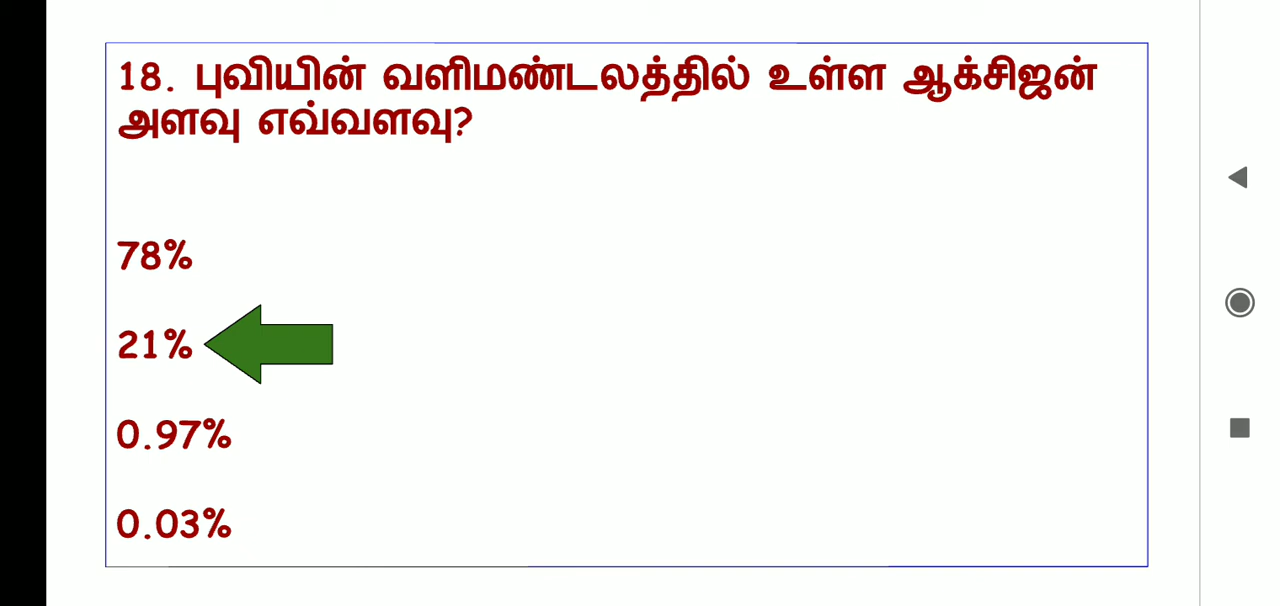 18. புவியின் வளிமண்டலத்தில் உள்ள ஆக்சிஜன்
அளவு எவ்வளவு?
78%
21%
0.97%
0.03%